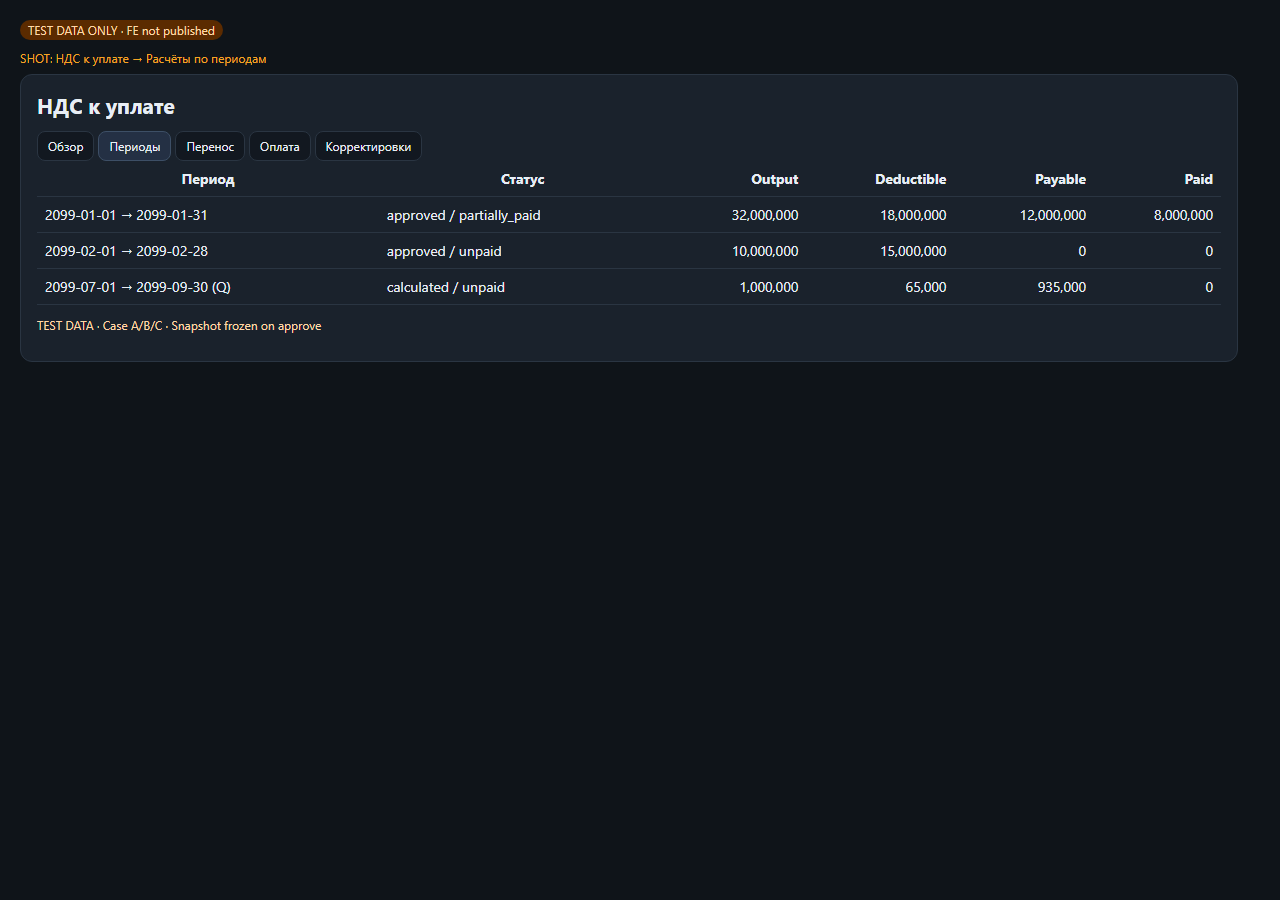 TEST DATA ONLY · FE not published
SHOT: НДС к уплате → Расчёты по периодам
НДС к уплате
Обзор Периоды Перенос Оплата Корректировки
Период Статус Output Deductible Payable Paid
2099-01-01 → 2099-01-31 approved / partially_paid 32,000,000 18,000,000 12,000,000 8,000,000
2099-02-01 → 2099-02-28 approved / unpaid 10,000,000 15,000,000 0 0
2099-07-01 → 2099-09-30 (Q) calculated / unpaid 1,000,000 65,000 935,000 0
TEST DATA · Case A/B/C · Snapshot frozen on approve